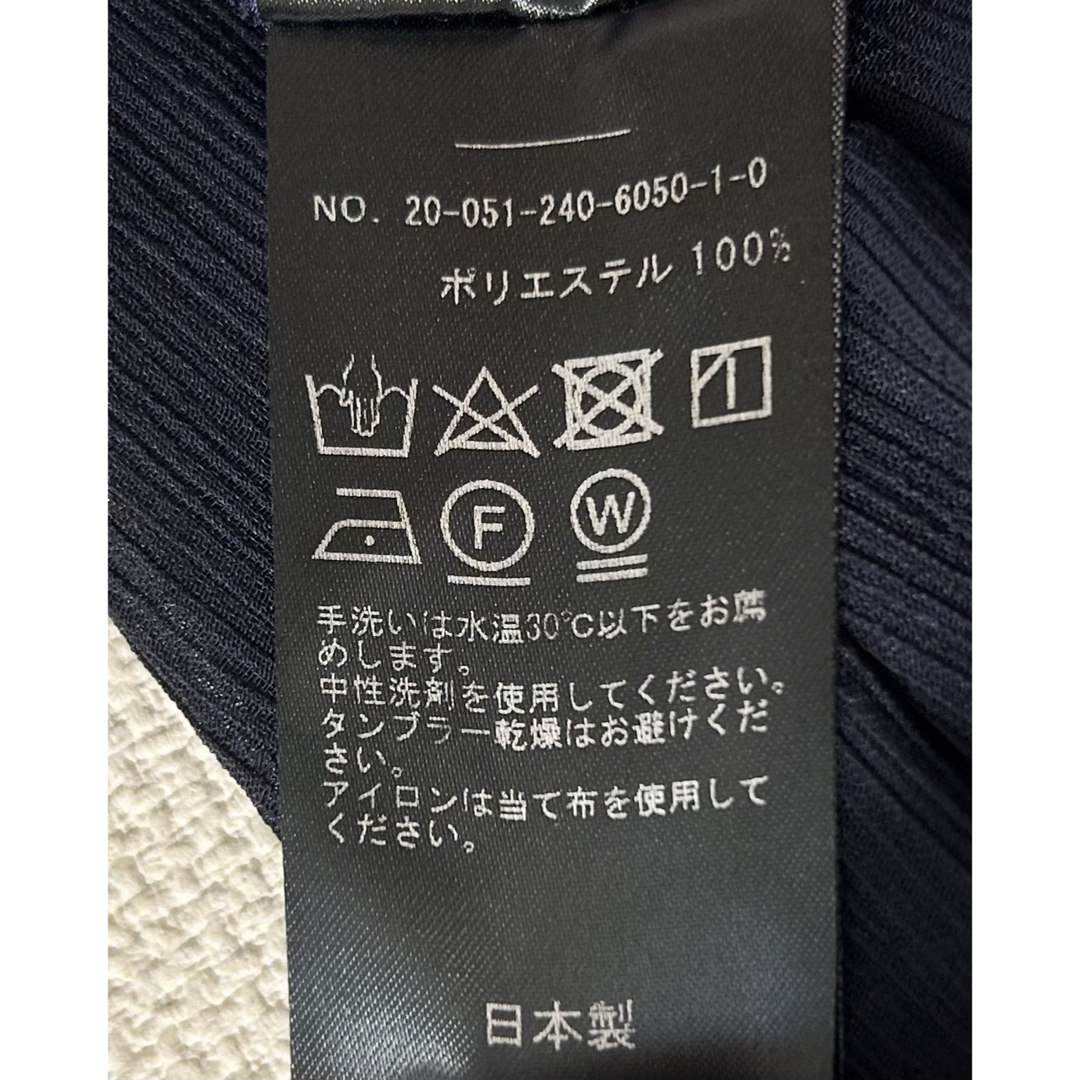 NO. 20-051-240-6050-1-0
ポリエステル 100%
F
W
手洗いは水温30℃以下をお薦
めします。
中性洗剤を使用してください。
タンブラー乾燥はお避けくだ
さい。
アイロンは当て布を使用して
ください。
日本製